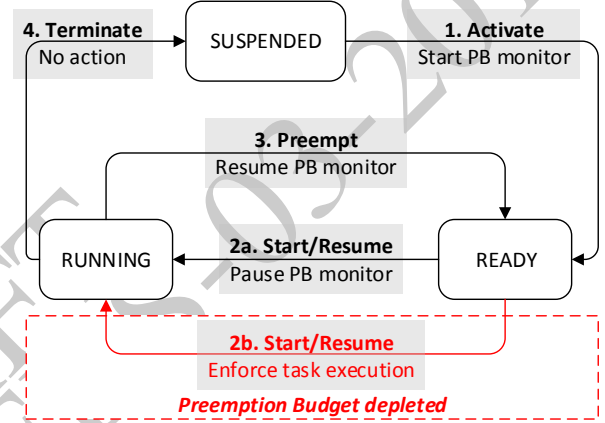 4. Terminate
No action
SUSPENDED
1. Activate
Start PB monitor
3. Preempt
Resume PB monitor
RUNNING
2a. Start/Resume
Pause PB monitor
READY
2b. Start/Resume
Enforce task execution
Preemption Budget depleted